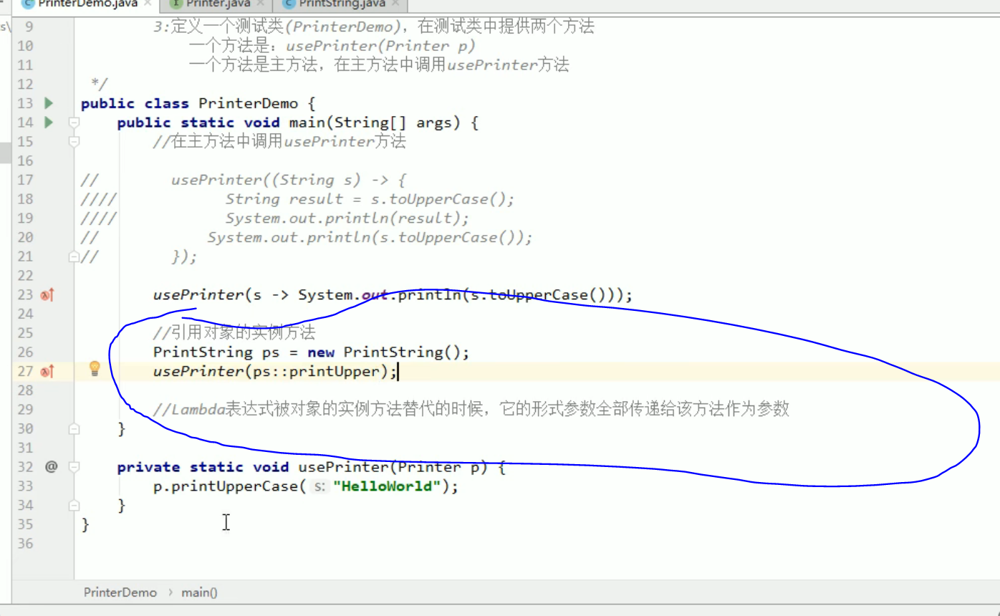 PrinterDemo.java × Printer.java × PrintString.java ×
9 3:定义一个测试类(PrinterDemo)，在测试类中提供两个方法
10 一个方法是：usePrinter(Printer p)
11 一个方法是主方法，在主方法中调用usePrinter方法
12 */
13 public class PrinterDemo {
14 public static void main(String[] args) {
15 //在主方法中调用usePrinter方法
16
17 // usePrinter((String s) -> {
18 //// String result = s.toUpperCase();
19 //// System.out.println(result);
20 // System.out.println(s.toUpperCase());
21 // });
22
23 usePrinter(s -> System.out.println(s.toUpperCase()));
24
25 //引用对象的实例方法
26 PrintString ps = new PrintString();
27 usePrinter(ps::printUpper);
28
29 //Lambda表达式被对象的实例方法替代的时候，它的形式参数全部传递给该方法作为参数
30 }
31
32 @ private static void usePrinter(Printer p) {
33 p.printUpperCase( s: "HelloWorld");
34 }
35 }
36
PrinterDemo › main()